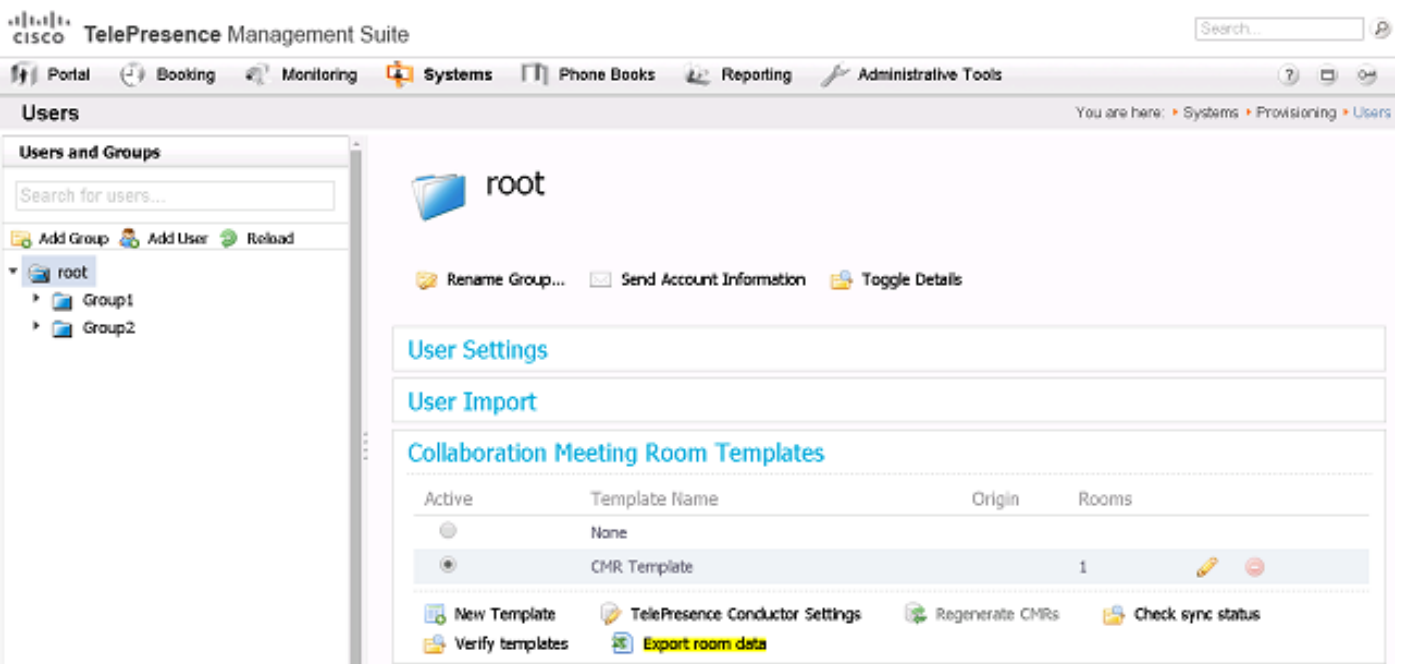 CISCO TelePresence Management Suite
Search...
Portal Booking Monitoring Systems Phone Books Reporting Administrative Tools ?
Users
You are here: Systems Provisioning Users
Users and Groups
Search for users...
Add Group Add User Reload
root
Group1
Group2
root
Rename Group... Send Account Information Toggle Details
User Settings
User Import
Collaboration Meeting Room Templates
Active Template Name Origin Rooms
None
CMR Template 1
New Template TelePresence Conductor Settings Regenerate CMRs Check sync status
Verify templates Export room data